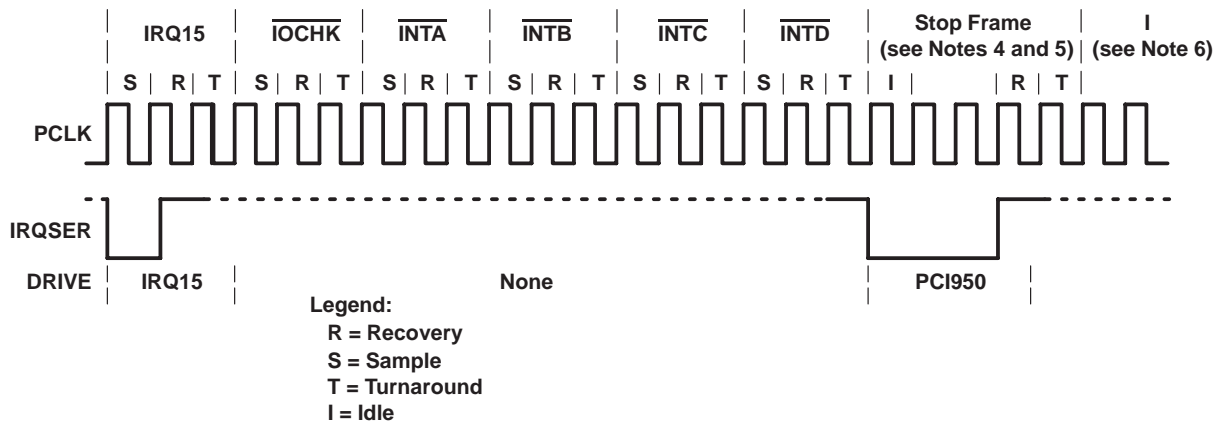 IRQ15 IOCHK INTA INTB INTC INTD Stop Frame I
(see Notes 4 and 5) (see Note 6)
S R T S R T S R T S R T S R T S R T I R T
PCLK
IRQSER
DRIVE IRQ15 None PCI950
Legend:
R = Recovery
S = Sample
T = Turnaround
I = Idle